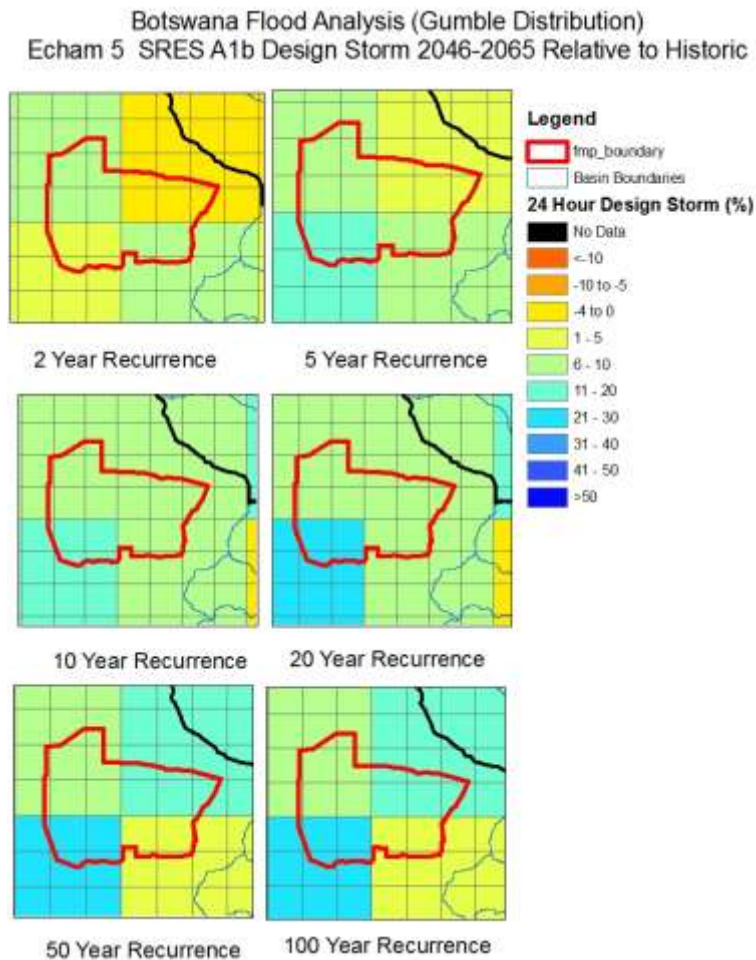 Botswana Flood Analysis (Gumble Distribution)
Echam 5 SRES A1b Design Storm 2046-2065 Relative to Historic
Legend
fmp_boundary
Basin Boundaries
24 Hour Design Storm (%)
No Data
<-10
-10 to -5
-4 to 0
1 - 5
6 - 10
11 - 20
21 - 30
31 - 40
41 - 50
>50
2 Year Recurrence
5 Year Recurrence
10 Year Recurrence
20 Year Recurrence
50 Year Recurrence
100 Year Recurrence